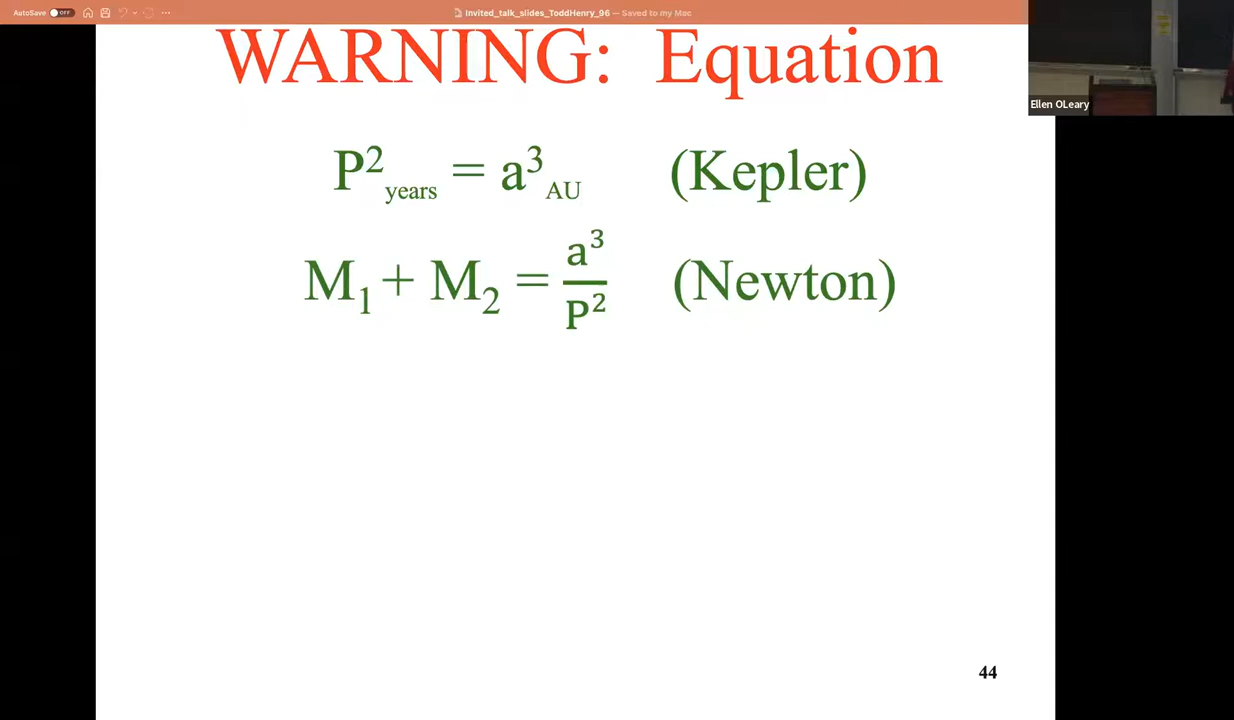 AutoSave OFF
Invited_talk_slides_ToddHenry_96 — Saved to my Mac
Ellen OLeary
WARNING: Equation
P²years = a³AU (Kepler)
M₁ + M₂ = a³/P² (Newton)
44